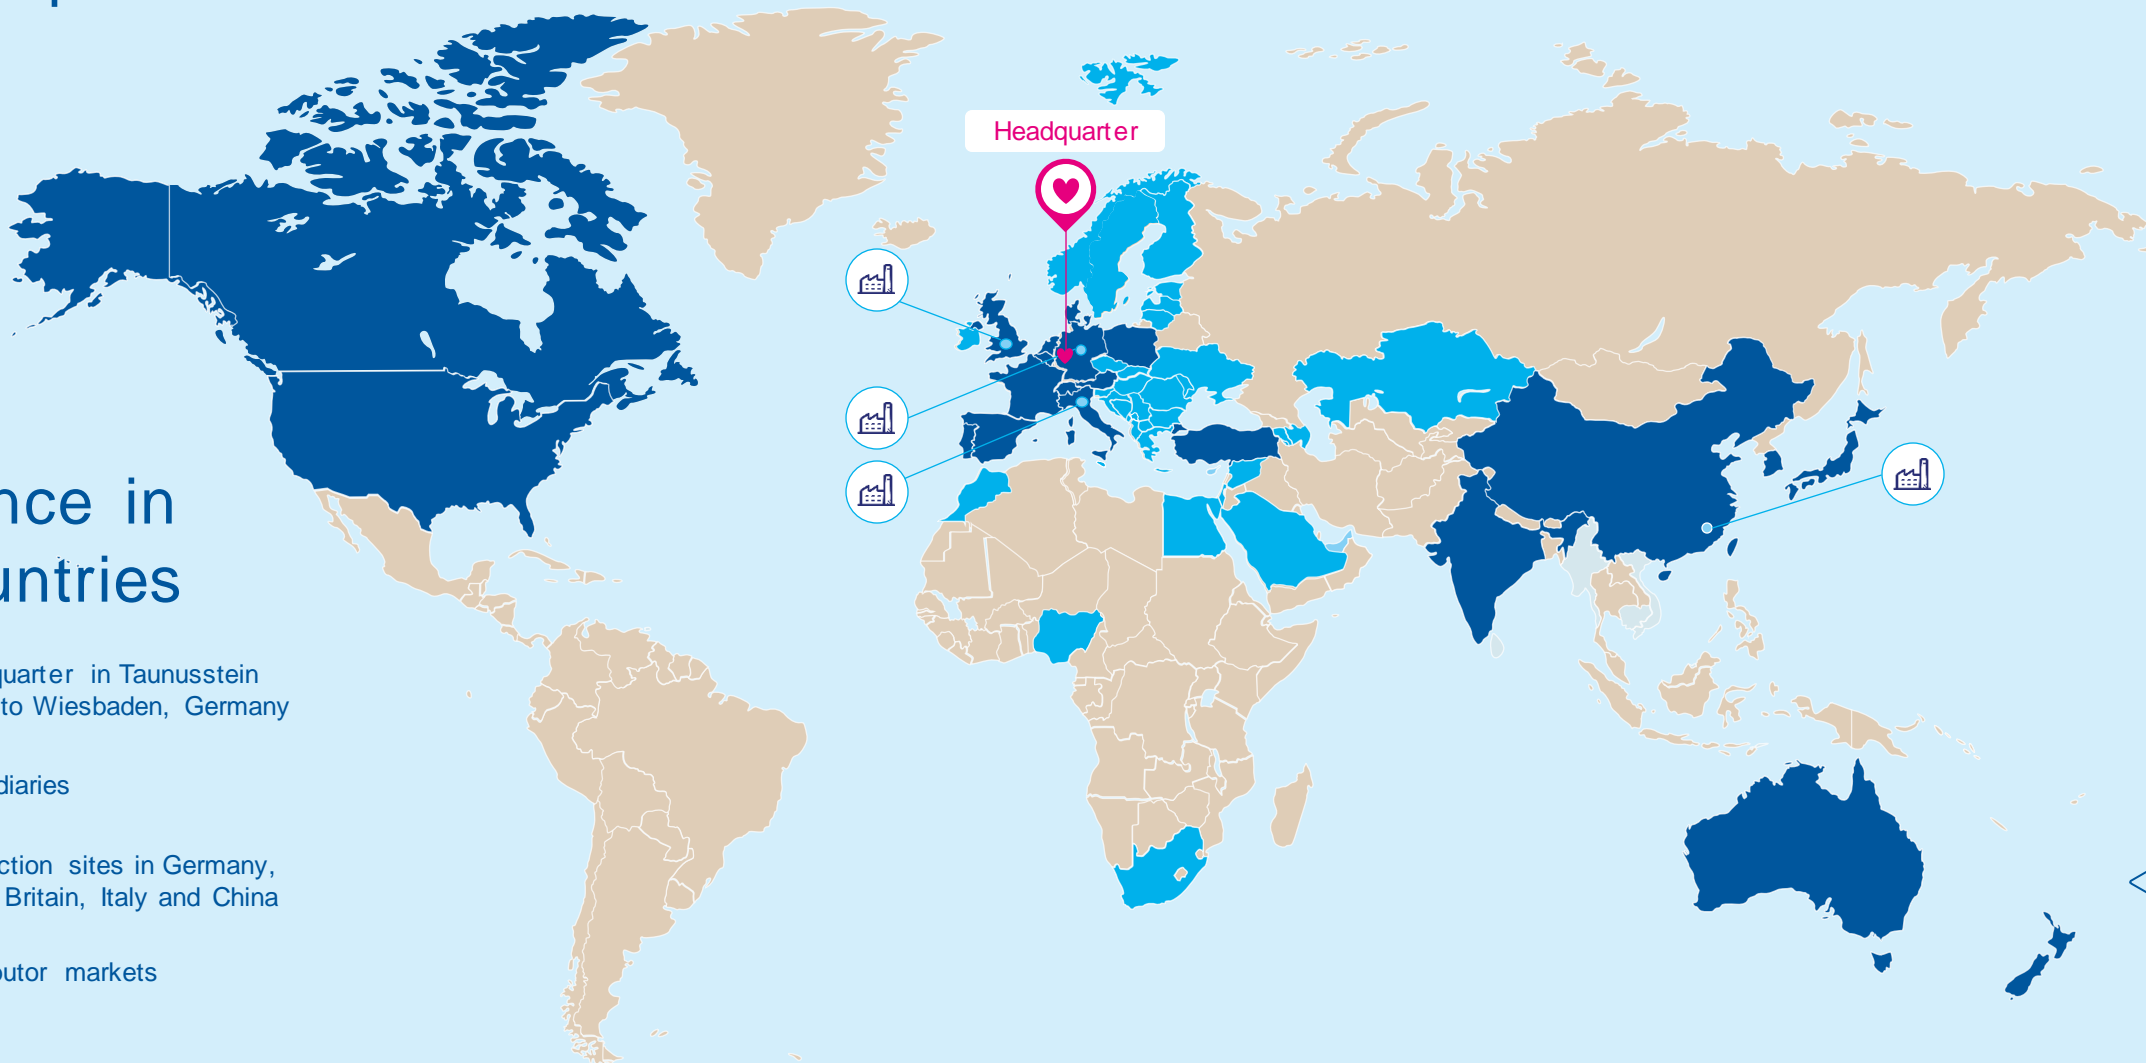 Headquarter
nce in
untries
quarter in Taunusstein
to Wiesbaden, Germany
diaries
ction sites in Germany,
Britain, Italy and China
utor markets